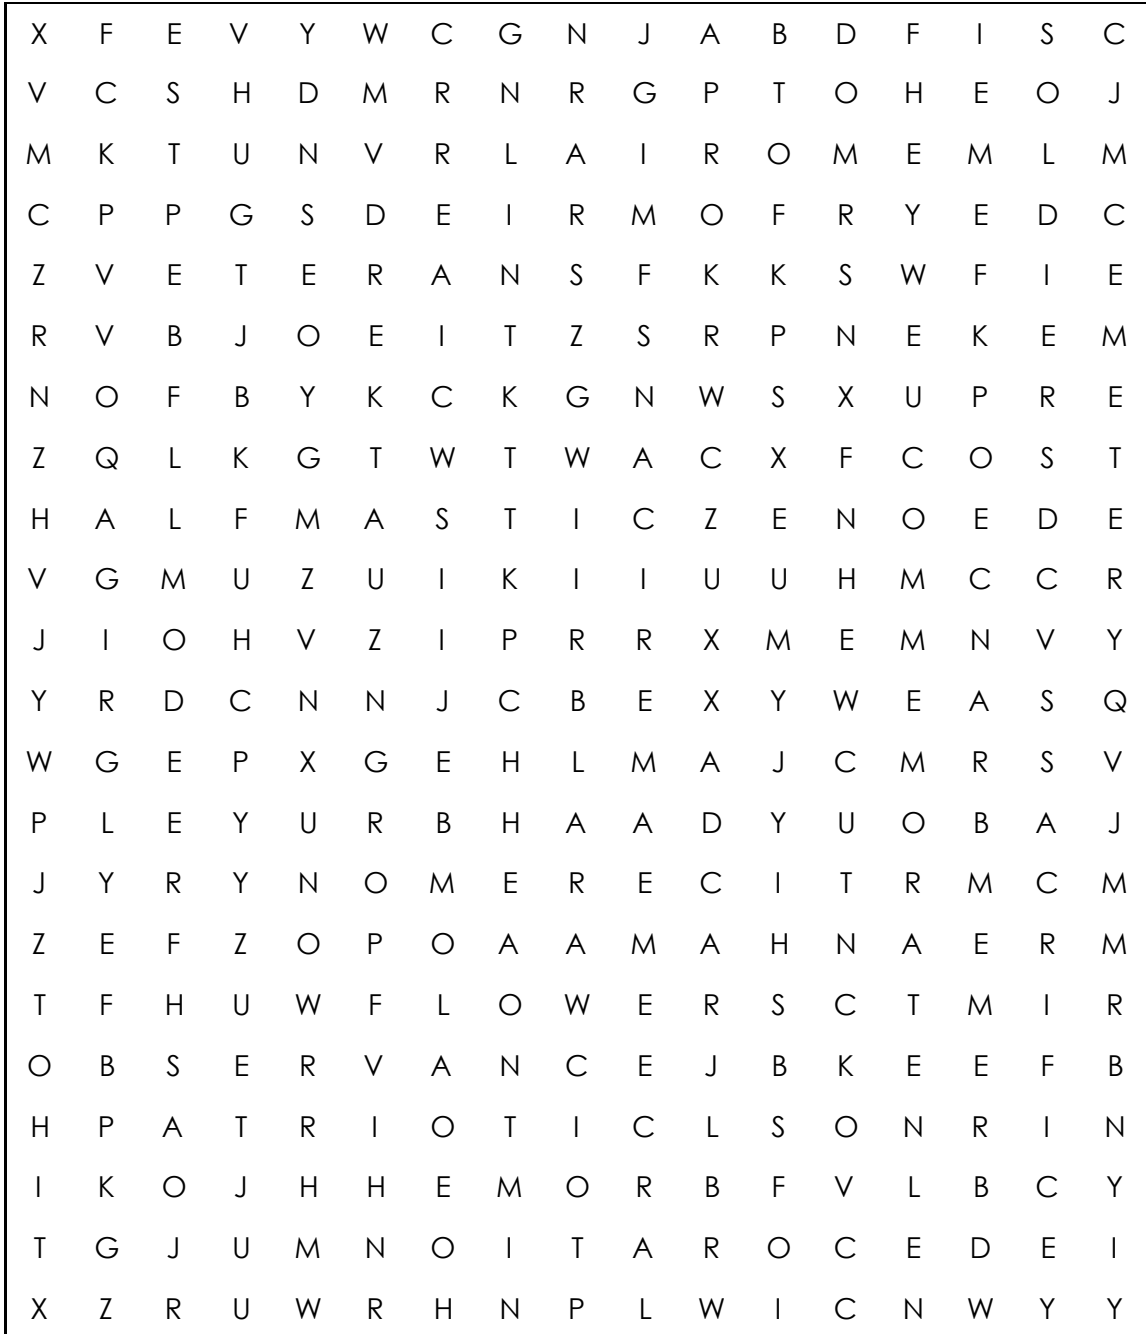 X F E V Y W C G N J A B D F I S C
V C S H D M R N R G P T O H E O J
M K T U N V R L A I R O M E M L M
C P P G S D E I R M O F R Y E D C
Z V E T E R A N S F K K S W F I E
R V B J O E I T Z S R P N E K E M
N O F B Y K C K G N W S X U P R E
Z Q L K G T W T W A C X F C O S T
H A L F M A S T I C Z E N O E D E
V G M U Z U I K I I U U H M C C R
J I O H V Z I P R R X M E M N V Y
Y R D C N N J C B E X Y W E A S Q
W G E P X G E H L M A J C M R S V
P L E Y U R B H A A D Y U O B A J
J Y R Y N O M E R E C I T R M C M
Z E F Z O P O A A M A H N A E R M
T F H U W F L O W E R S C T M I R
O B S E R V A N C E J B K E E F B
H P A T R I O T I C L S O N R I N
I K O J H H E M O R B F V L B C Y
T G J U M N O I T A R O C E D E I
X Z R U W R H N P L W I C N W Y Y